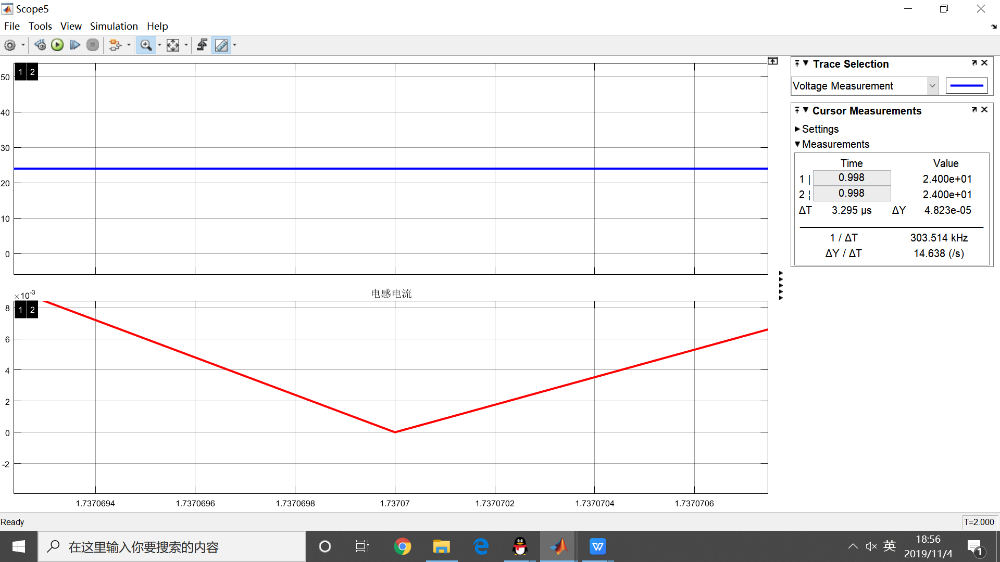 Scope5
File Tools View Simulation Help
1 2
50
40
30
20
10
0
电感电流
×10-3
1 2
8
6
4
2
0
-2
1.7370694 1.7370696 1.7370698 1.73707 1.7370702 1.7370704 1.7370706
Trace Selection
Voltage Measurement
Cursor Measurements
Settings
Measurements
Time Value
1 | 0.998 2.400e+01
2 ¦ 0.998 2.400e+01
ΔT 3.295 µs ΔY 4.823e-05
1 / ΔT 303.514 kHz
ΔY / ΔT 14.638 (/s)
Ready T=2.000
在这里输入你要搜索的内容
W
英
18:56
2019/11/4
1